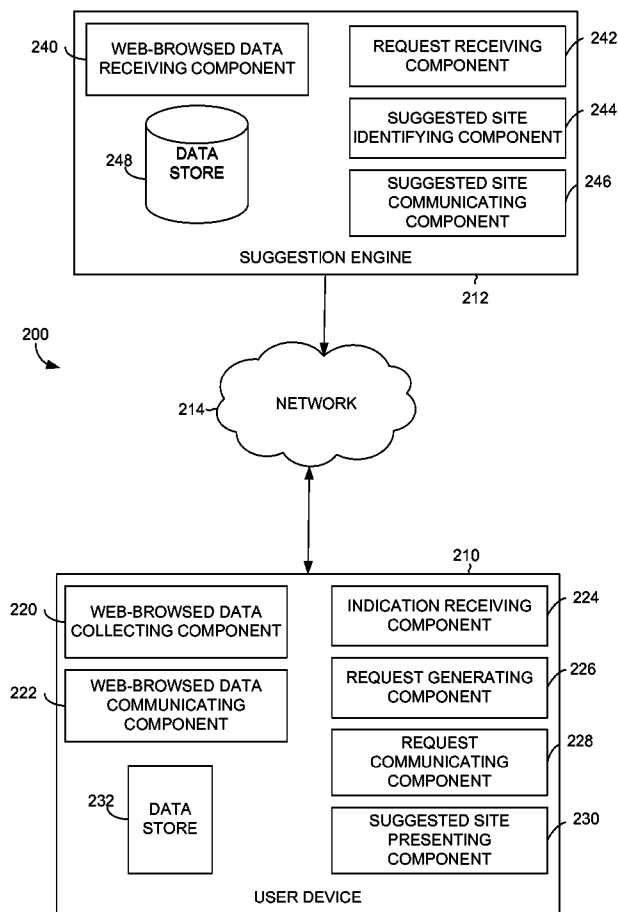 240
WEB-BROWSED DATA
RECEIVING COMPONENT
REQUEST RECEIVING
COMPONENT
242
248
DATA
STORE
SUGGESTED SITE
IDENTIFYING COMPONENT
244
SUGGESTED SITE
COMMUNICATING
COMPONENT
246
SUGGESTION ENGINE
212
200
NETWORK
214
210
220
WEB-BROWSED DATA
COLLECTING COMPONENT
INDICATION RECEIVING
COMPONENT
224
222
WEB-BROWSED DATA
COMMUNICATING
COMPONENT
REQUEST GENERATING
COMPONENT
226
REQUEST
COMMUNICATING
COMPONENT
228
232
DATA
STORE
SUGGESTED SITE
PRESENTING
COMPONENT
230
USER DEVICE